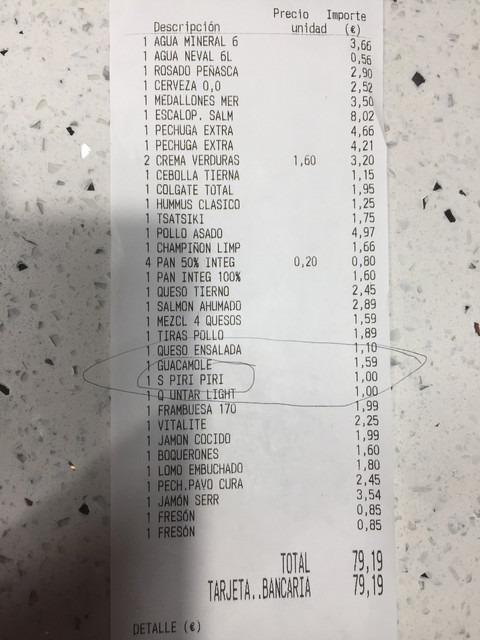 Precio Importe
Descripción unidad (€)
1 AGUA MINERAL 6 3,66
1 AGUA NEVAL 6L 0,56
1 ROSADO PEÑASCA 2,90
1 CERVEZA 0,0 2,52
1 MEDALLONES MER 3,50
1 ESCALOP. SALM 8,02
1 PECHUGA EXTRA 4,66
1 PECHUGA EXTRA 4,21
2 CREMA VERDURAS 1,60 3,20
1 CEBOLLA TIERNA 1,15
1 COLGATE TOTAL 1,95
1 HUMMUS CLASICO 1,25
1 TSATSIKI 1,75
1 POLLO ASADO 4,97
1 CHAMPIÑON LIMP 1,66
4 PAN 50% INTEG 0,20 0,80
1 PAN INTEG 100% 1,60
1 QUESO TIERNO 2,45
1 SALMON AHUMADO 2,89
1 MEZCL 4 QUESOS 1,59
1 TIRAS POLLO 1,89
1 QUESO ENSALADA 1,10
1 GUACAMOLE 1,59
1 S PIRI PIRI 1,00
1 Q UNTAR LIGHT 1,00
1 FRAMBUESA 170 1,99
1 VITALITE 2,25
1 JAMON COCIDO 1,99
1 BOQUERONES 1,60
1 LOMO EMBUCHADO 1,80
1 PECH.PAVO CURA 2,45
1 JAMÓN SERR 3,54
1 FRESÓN 0,85
1 FRESÓN 0,85
TOTAL 79,19
TARJETA..BANCARIA 79,19
DETALLE (€)